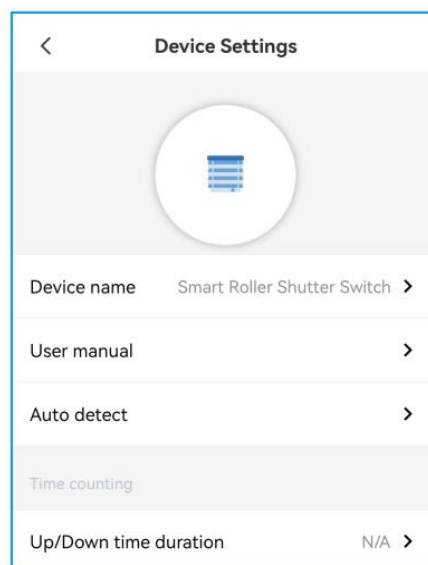 Device Settings
Device name Smart Roller Shutter Switch
User manual
Auto detect
Time counting
Up/Down time duration N/A